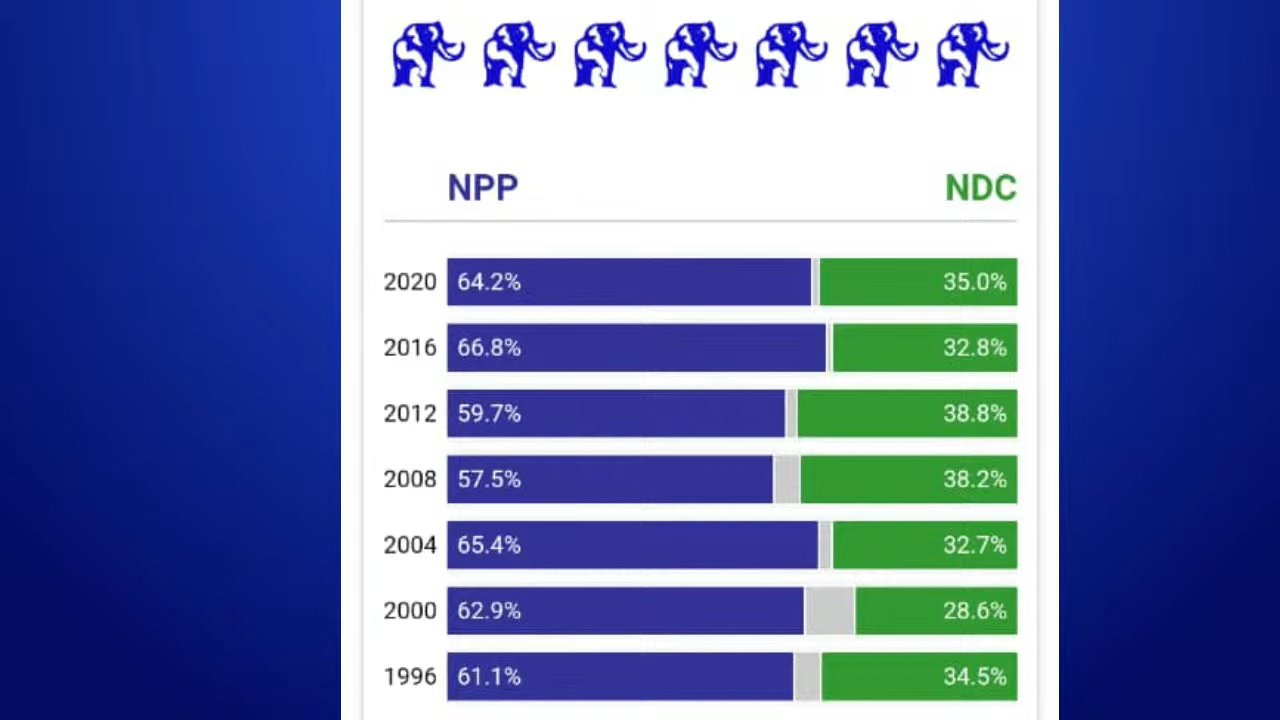 NPP NDC
2020 64.2% 35.0%
2016 66.8% 32.8%
2012 59.7% 38.8%
2008 57.5% 38.2%
2004 65.4% 32.7%
2000 62.9% 28.6%
1996 61.1% 34.5%